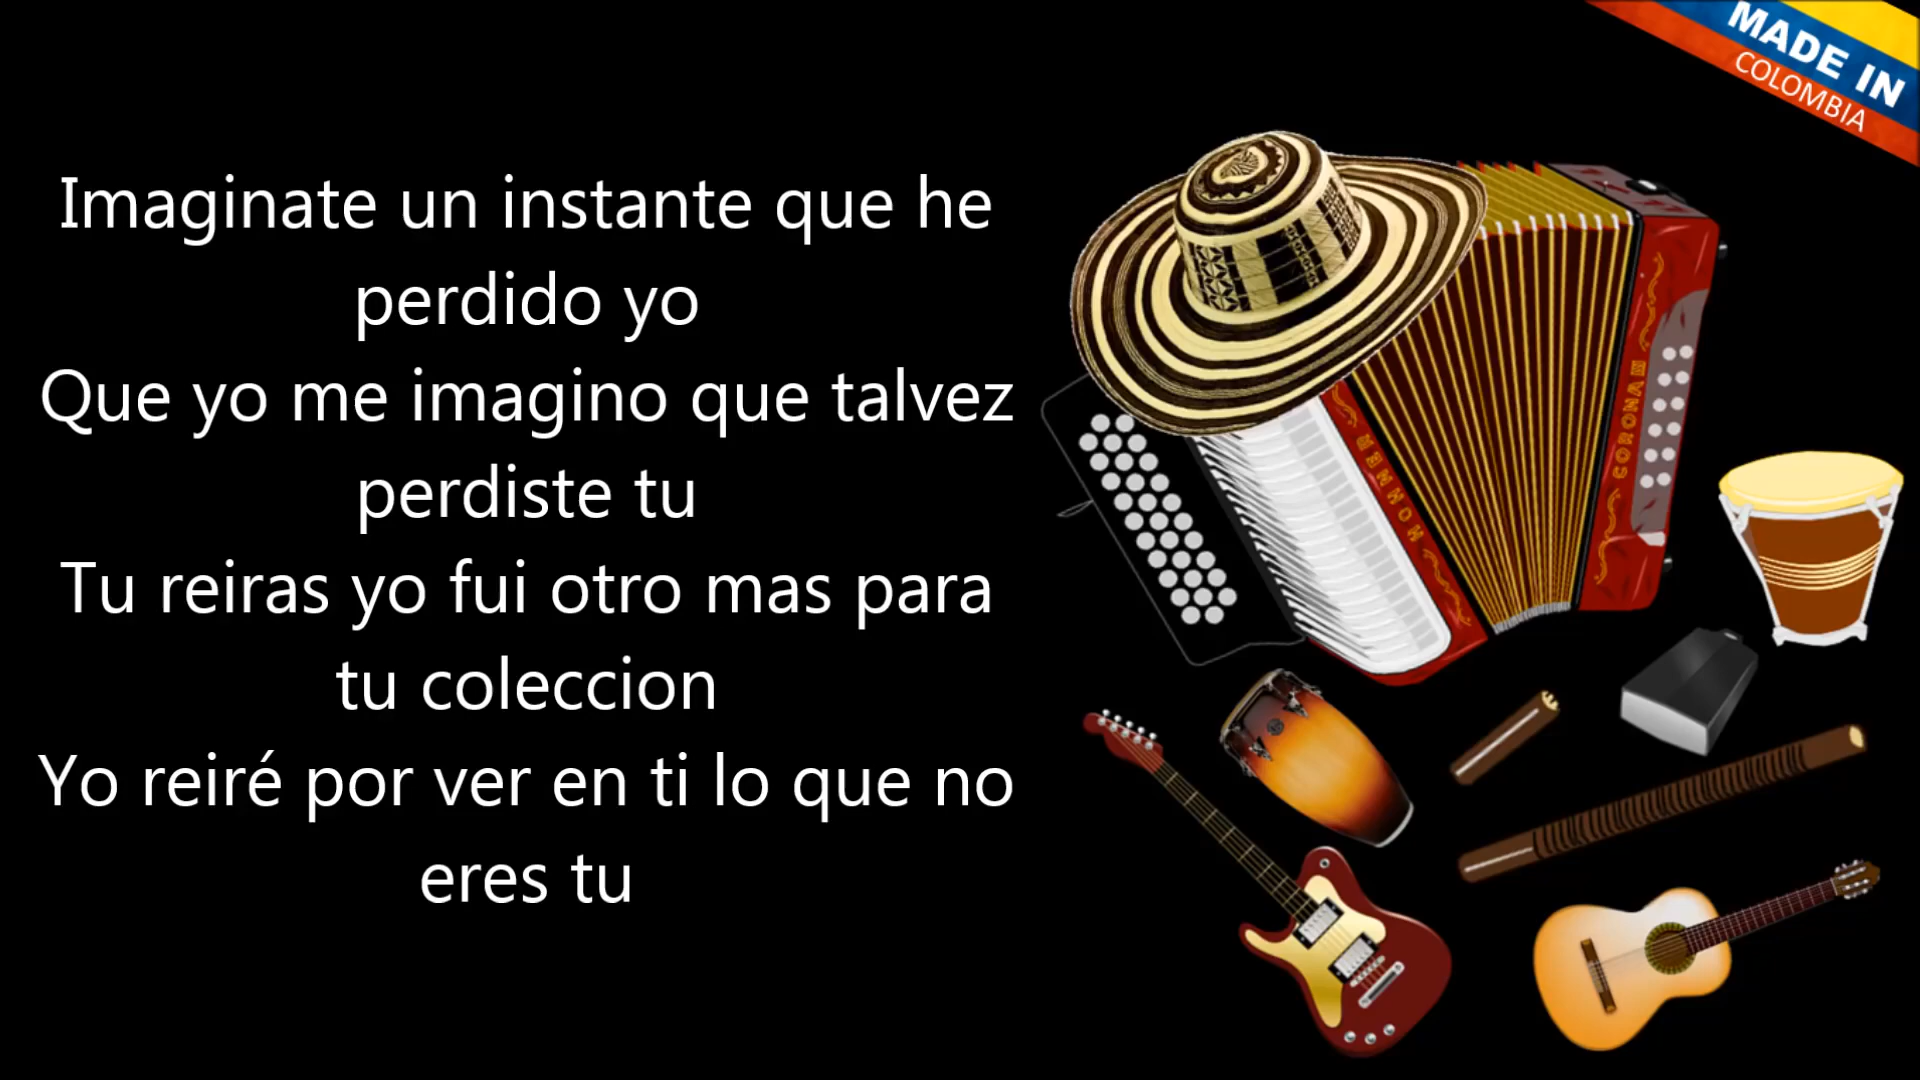 MADE IN
COLOMBIA
Imaginate un instante que he
perdido yo
Que yo me imagino que talvez
perdiste tu
Tu reiras yo fui otro mas para
tu coleccion
Yo reiré por ver en ti lo que no
eres tu
HOHNER
CORONA III